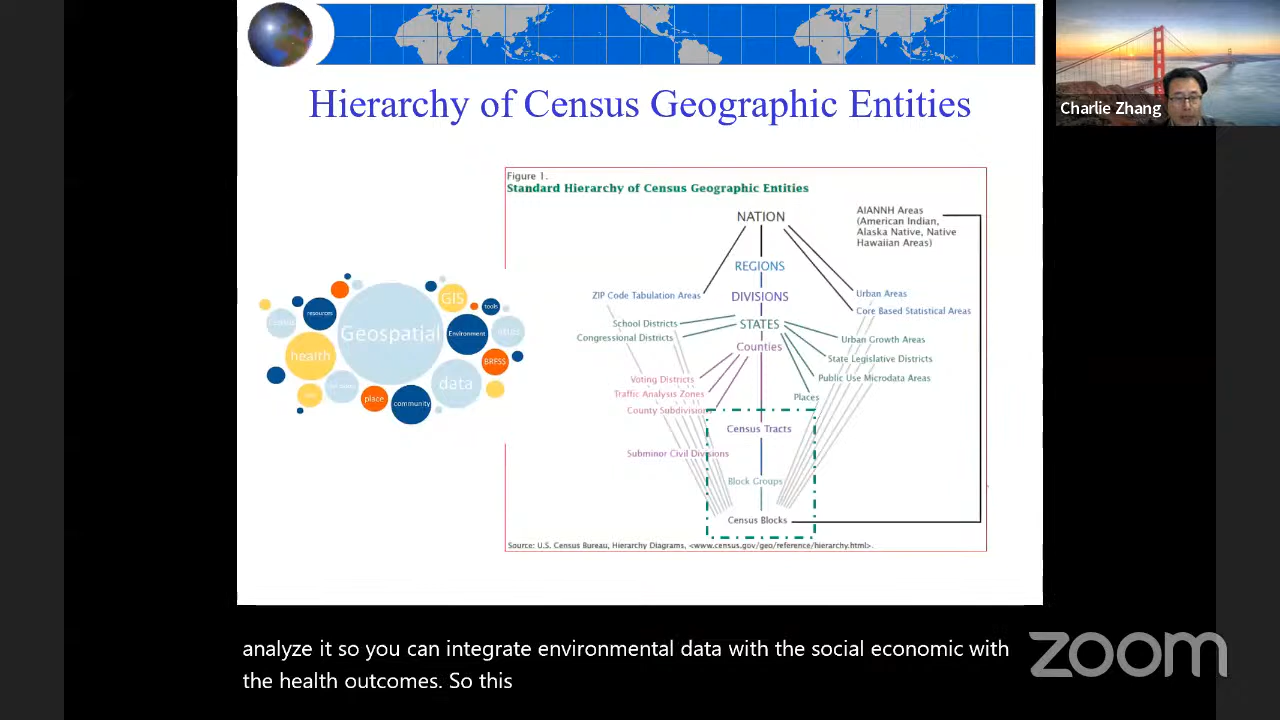 Hierarchy of Census Geographic Entities
Charlie Zhang
Figure 1.
Standard Hierarchy of Census Geographic Entities
NATION
AIANNH Areas
(American Indian,
Alaska Native, Native
Hawaiian Areas)
REGIONS
ZIP Code Tabulation Areas
DIVISIONS
Urban Areas
Core Based Statistical Areas
School Districts
STATES
Congressional Districts
Urban Growth Areas
Counties
State Legislative Districts
Voting Districts
Public Use Microdata Areas
Traffic Analysis Zones
Places
County Subdivisions
Census Tracts
Subminor Civil Divisions
Block Groups
Census Blocks
Source: U.S. Census Bureau, Hierarchy Diagrams, <www.census.gov/geo/reference/hierarchy.html>.
GIS
tools
resources
Geospatial
Environment
health
BRFSS
data
place
community
analyze it so you can integrate environmental data with the social economic with
the health outcomes. So this
zoom